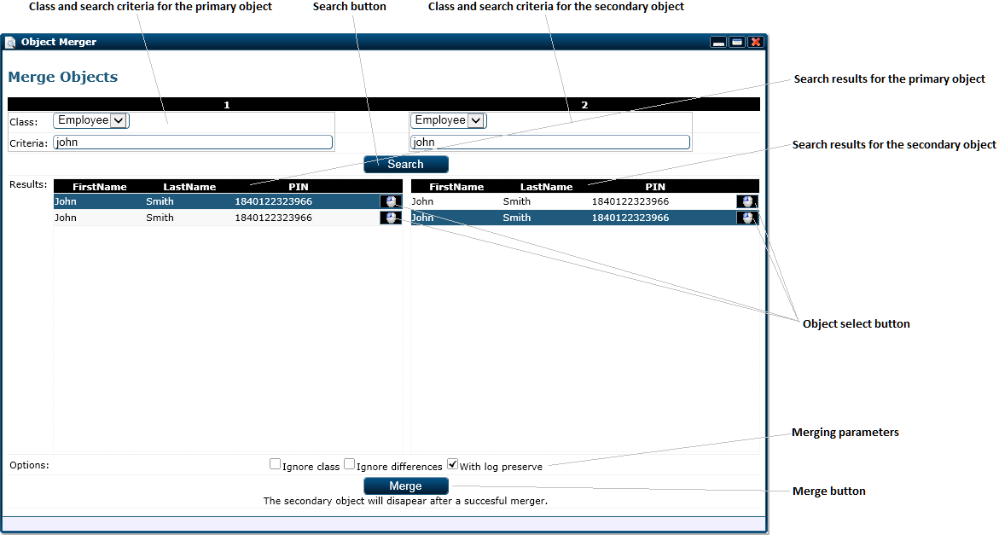 Class and search criteria for the primary object
Search button
Class and search criteria for the secondary object
Object Merger
Merge Objects
Search results for the primary object
1 2
Class: Employee Employee
Criteria: john john
Search results for the secondary object
Search
Results: FirstName LastName PIN FirstName LastName PIN
John Smith 1840122323966 John Smith 1840122323966
John Smith 1840122323966 John Smith 1840122323966
Object select button
Merging parameters
Options: Ignore class Ignore differences With log preserve
Merge
Merge button
The secondary object will disapear after a succesful merger.